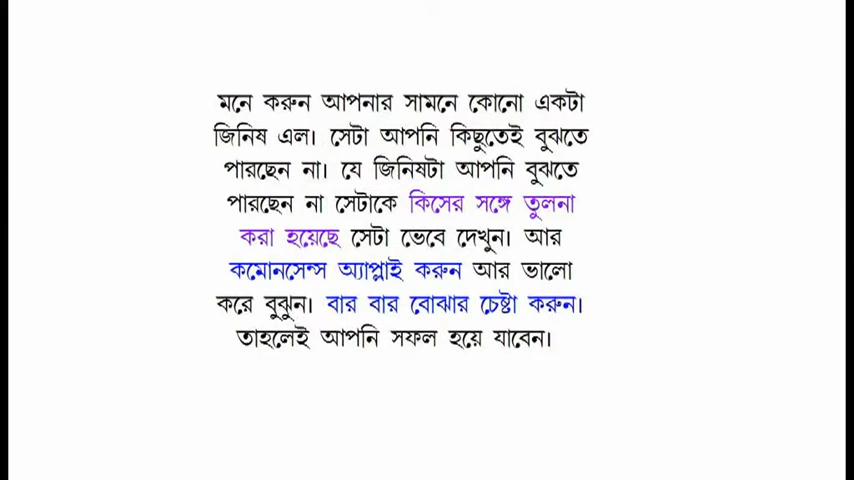 মনে করুন আপনার সামনে কোনো একটা
জিনিষ এল। সেটা আপনি কিছুতেই বুঝতে
পারছেন না। যে জিনিষটা আপনি বুঝতে
পারছেন না সেটাকে কিসের সঙ্গে তুলনা
করা হয়েছে সেটা ভেবে দেখুন। আর
কমোনসেন্স অ্যাপ্লাই করুন আর ভালো
করে বুঝুন। বার বার বোঝার চেষ্টা করুন।
তাহলেই আপনি সফল হয়ে যাবেন।